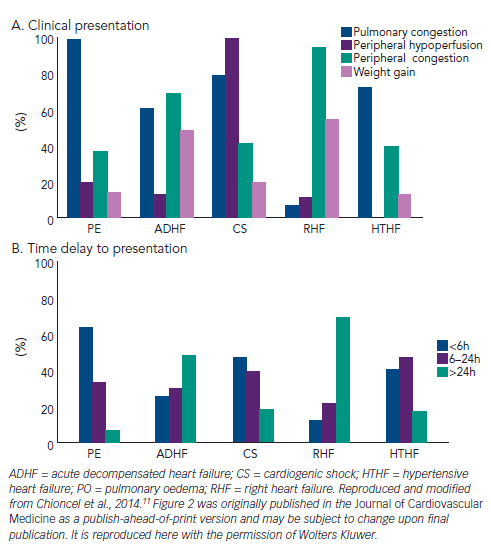 A. Clinical presentation
100
80
60
40
20
0
(%)
Pulmonary congestion
Peripheral hypoperfusion
Peripheral congestion
Weight gain
PE ADHF CS RHF HTHF
B. Time delay to presentation
100
80
60
40
20
0
(%)
<6h
6–24h
>24h
PE ADHF CS RHF HTHF
ADHF = acute decompensated heart failure; CS = cardiogenic shock; HTHF = hypertensive
heart failure; PO = pulmonary oedema; RHF = right heart failure. Reproduced and modified
from Chioncel et al., 2014.¹¹ Figure 2 was originally published in the Journal of Cardiovascular
Medicine as a publish-ahead-of-print version and may be subject to change upon final
publication. It is reproduced here with the permission of Wolters Kluwer.